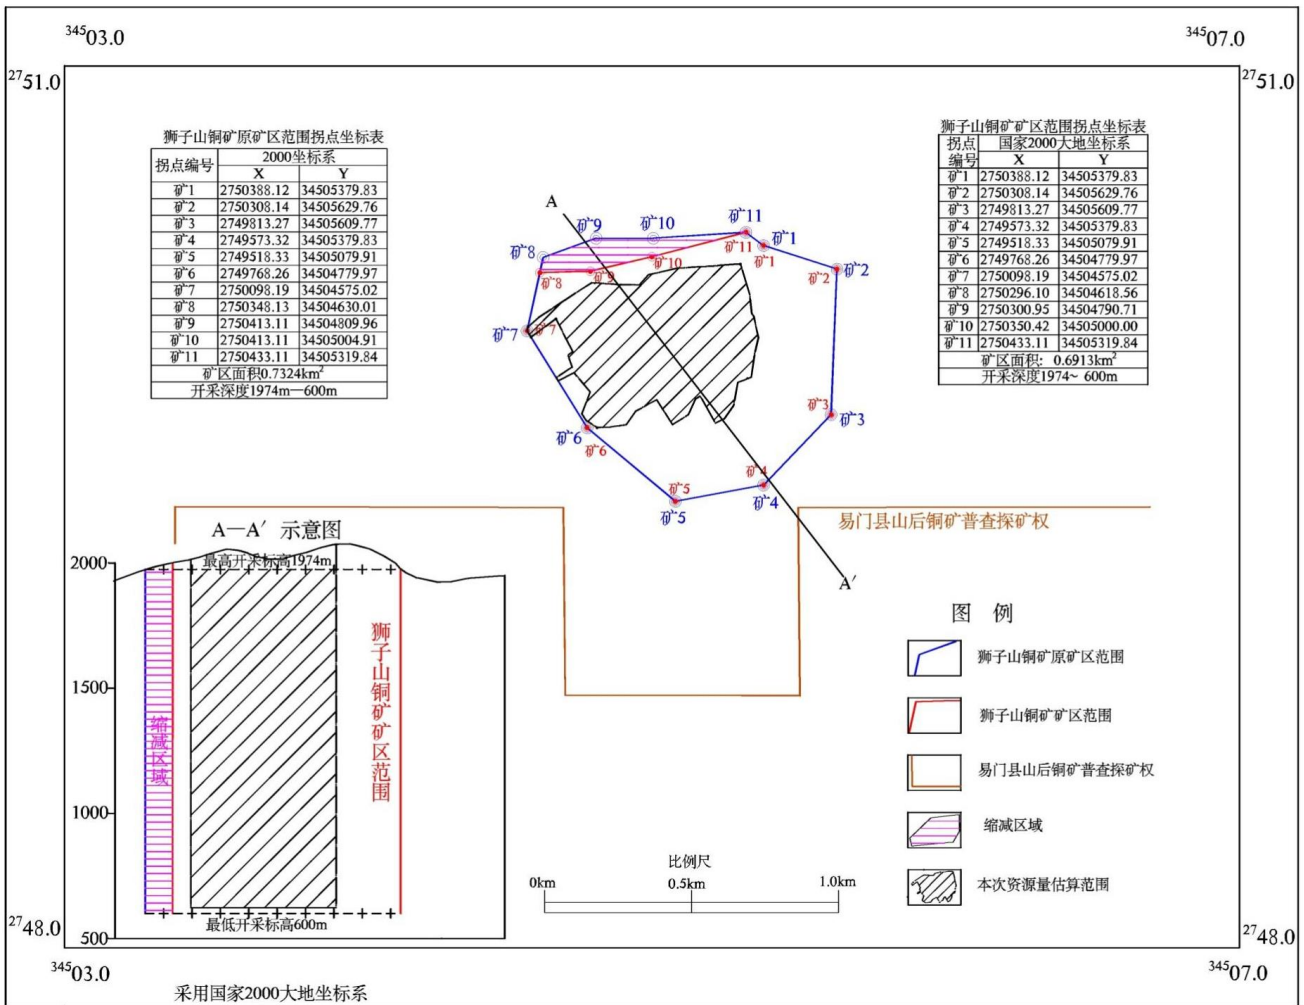 34503.0
34507.0
2751.0
2751.0
狮子山铜矿原矿区范围拐点坐标表
拐点编号 2000坐标系
X Y
矿1 2750388.12 34505379.83
矿2 2750308.14 34505629.76
矿3 2749813.27 34505609.77
矿4 2749573.32 34505379.83
矿5 2749518.33 34505079.91
矿6 2749768.26 34504779.97
矿7 2750098.19 34504575.02
矿8 2750348.13 34504630.01
矿9 2750413.11 34504809.96
矿10 2750413.11 34505004.91
矿11 2750433.11 34505319.84
矿区面积0.7324km²
开采深度1974m—600m
狮子山铜矿矿区范围拐点坐标表
拐点编号 国家2000大地坐标系
X Y
矿1 2750388.12 34505379.83
矿2 2750308.14 34505629.76
矿3 2749813.27 34505609.77
矿4 2749573.32 34505379.83
矿5 2749518.33 34505079.91
矿6 2749768.26 34504779.97
矿7 2750098.19 34504575.02
矿8 2750296.10 34504618.56
矿9 2750300.95 34504790.71
矿10 2750350.42 34505000.00
矿11 2750433.11 34505319.84
矿区面积: 0.6913km²
开采深度1974~ 600m
A
矿9
矿10
矿11
矿1
矿11
矿1
矿8
矿10
矿2
矿2
矿8
矿9
矿7
矿7
矿3
矿3
矿6
矿6
矿4
矿4
矿5
矿5
A′
易门县山后铜矿普查探矿权
A—A′ 示意图
最高开采标高1974m
2000
1500
1000
500
缩减区域
狮子山铜矿矿区范围
最低开采标高600m
比例尺
0km 0.5km 1.0km
图 例
狮子山铜矿原矿区范围
狮子山铜矿矿区范围
易门县山后铜矿普查探矿权
缩减区域
本次资源量估算范围
2748.0
2748.0
34503.0
34507.0
采用国家2000大地坐标系